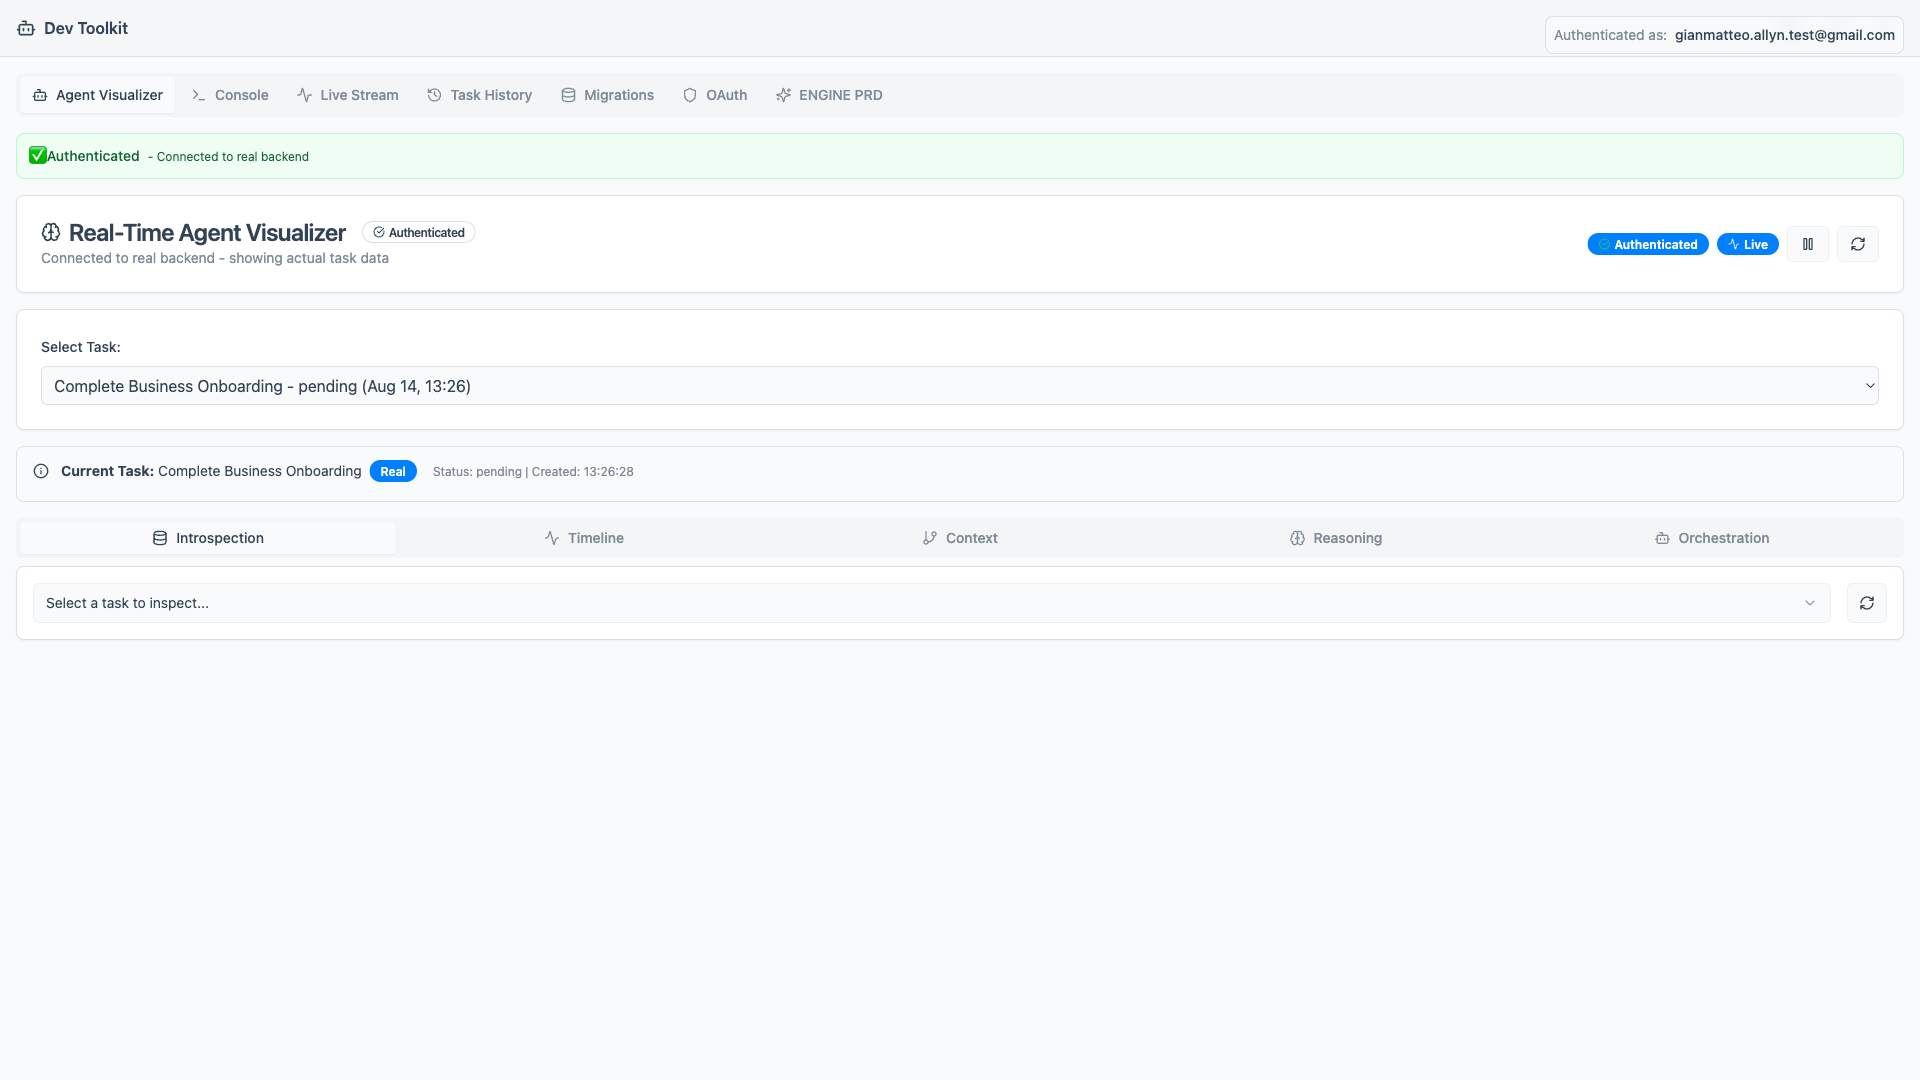 Dev Toolkit
Authenticated as: gianmatteo.allyn.test@gmail.com
Agent Visualizer Console Live Stream Task History Migrations OAuth ENGINE PRD
✅Authenticated - Connected to real backend
Real-Time Agent Visualizer Authenticated
Connected to real backend - showing actual task data
Authenticated Live
Select Task:
Complete Business Onboarding - pending (Aug 14, 13:26)
Current Task: Complete Business Onboarding Real Status: pending | Created: 13:26:28
Introspection Timeline Context Reasoning Orchestration
Select a task to inspect...